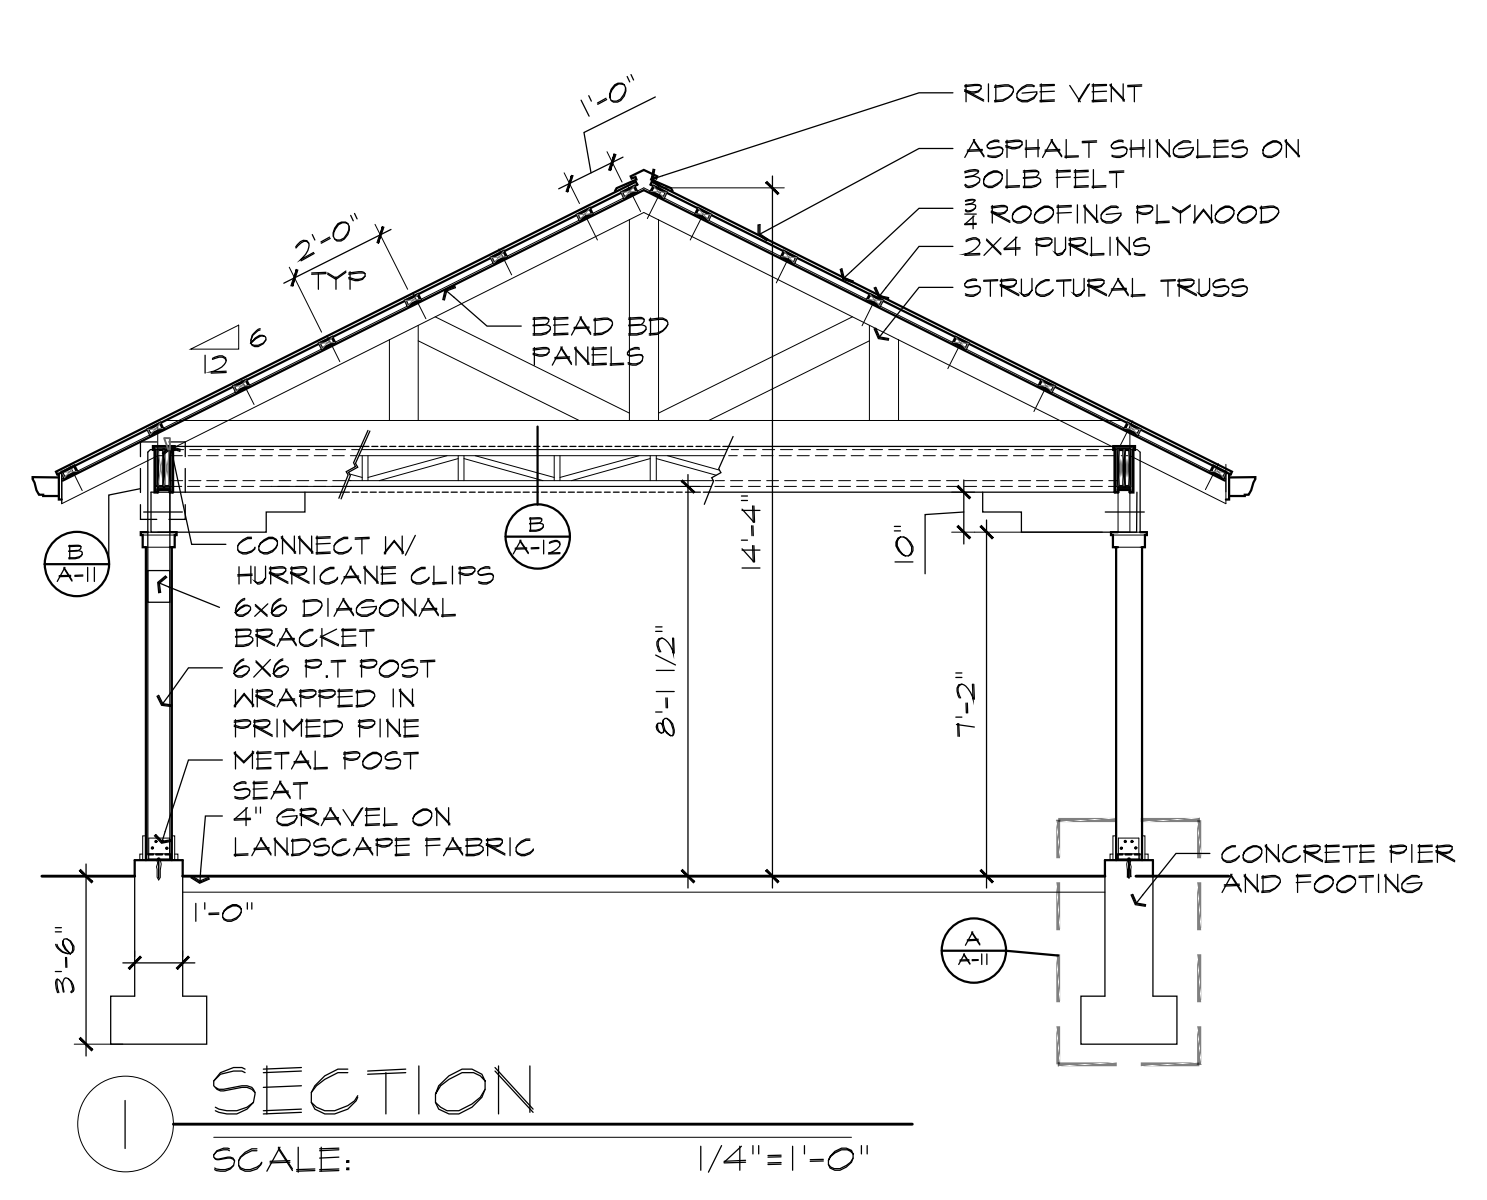 1'-0"
RIDGE VENT
ASPHALT SHINGLES ON
30LB FELT
3/4 ROOFING PLYWOOD
2X4 PURLINS
STRUCTURAL TRUSS
2'-0"
TYP
6
12
BEAD BD
PANELS
B
A-11
B
A-12
14'-4"
10"
8'-1 1/2"
7'-2"
CONNECT W/
HURRICANE CLIPS
6x6 DIAGONAL
BRACKET
6X6 P.T POST
WRAPPED IN
PRIMED PINE
METAL POST
SEAT
4" GRAVEL ON
LANDSCAPE FABRIC
CONCRETE PIER
AND FOOTING
1'-0"
3'-6"
A
A-11
1
SECTION
SCALE: 1/4"=1'-0"